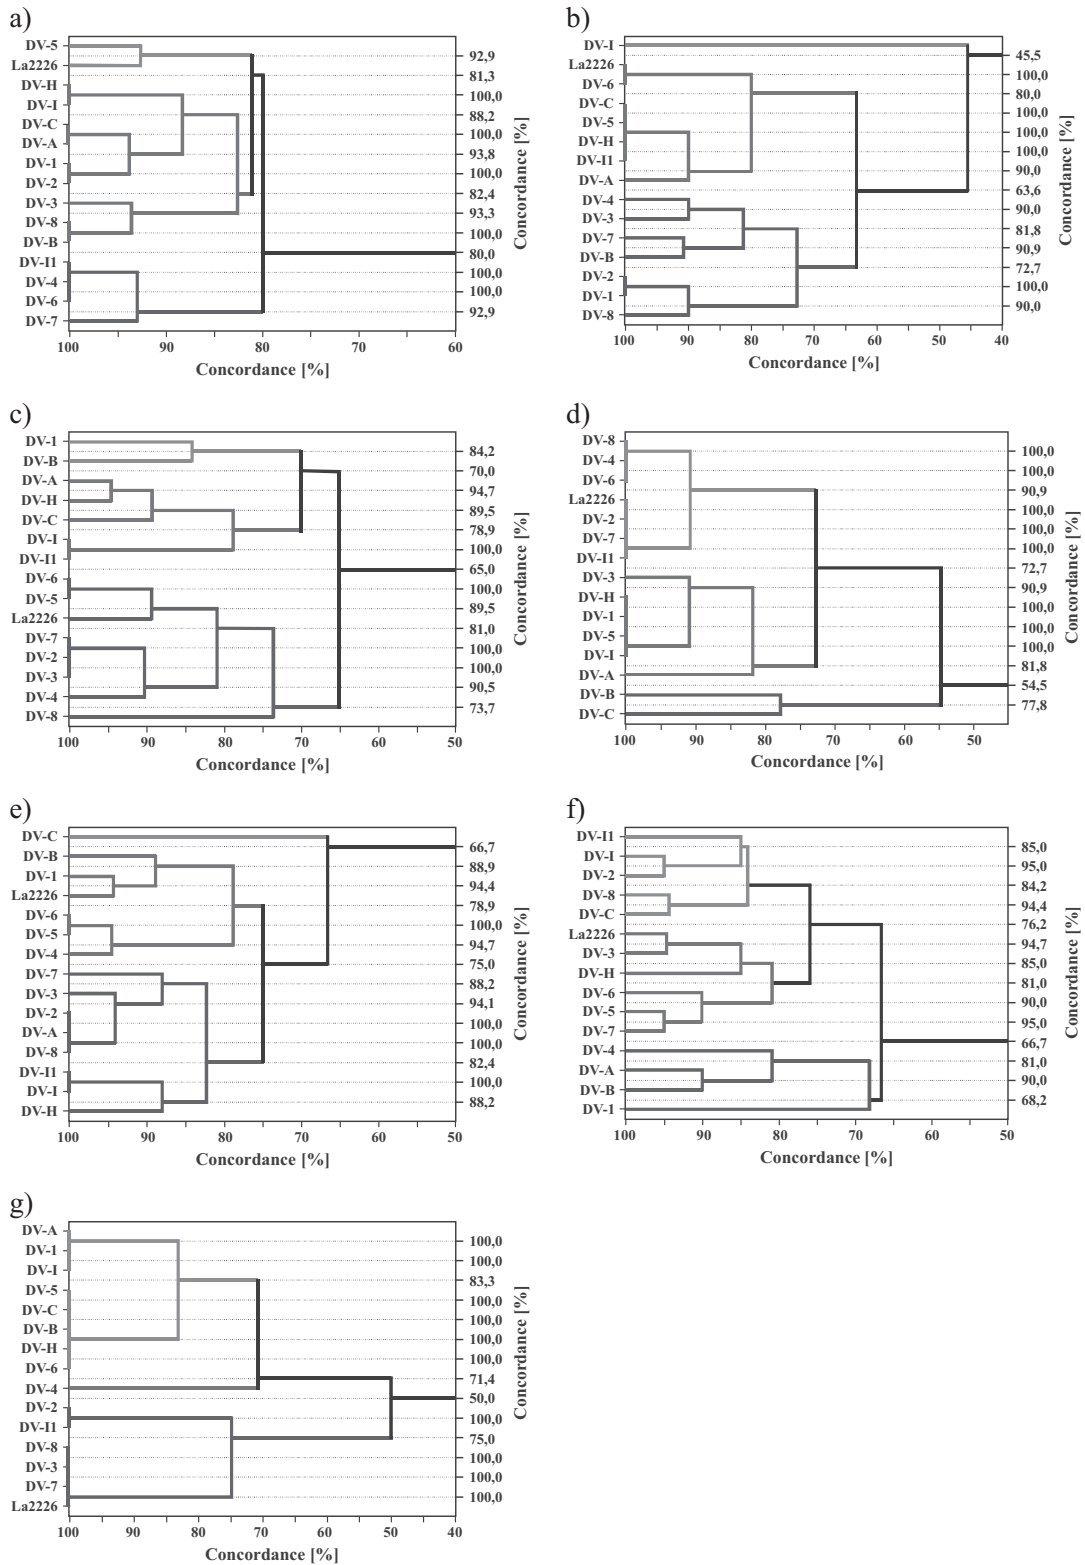 a)
DV-5
La2226
DV-H
DV-I
DV-C
DV-A
DV-1
DV-2
DV-3
DV-8
DV-B
DV-I1
DV-4
DV-6
DV-7
92,9
81,3
100,0
88,2
100,0
93,8
100,0
82,4
93,3
100,0
80,0
100,0
100,0
92,9
Concordance [%]
100 90 80 70 60
Concordance [%]
b)
DV-I
La2226
DV-6
DV-C
DV-5
DV-H
DV-I1
DV-A
DV-4
DV-3
DV-7
DV-B
DV-2
DV-1
DV-8
45,5
100,0
80,0
100,0
100,0
100,0
90,0
63,6
90,0
81,8
90,9
72,7
100,0
90,0
Concordance [%]
100 90 80 70 60 50 40
Concordance [%]
c)
DV-1
DV-B
DV-A
DV-H
DV-C
DV-I
DV-I1
DV-6
DV-5
La2226
DV-7
DV-2
DV-3
DV-4
DV-8
84,2
70,0
94,7
89,5
78,9
100,0
65,0
100,0
89,5
81,0
100,0
100,0
90,5
73,7
Concordance [%]
100 90 80 70 60 50
Concordance [%]
d)
DV-8
DV-4
DV-6
La2226
DV-2
DV-7
DV-I1
DV-3
DV-H
DV-1
DV-5
DV-I
DV-A
DV-B
DV-C
100,0
100,0
90,9
100,0
100,0
100,0
72,7
90,9
100,0
100,0
100,0
81,8
54,5
77,8
Concordance [%]
100 90 80 70 60 50
Concordance [%]
e)
DV-C
DV-B
DV-1
La2226
DV-6
DV-5
DV-4
DV-7
DV-3
DV-2
DV-A
DV-8
DV-I1
DV-I
DV-H
66,7
88,9
94,4
78,9
100,0
94,7
75,0
88,2
94,1
100,0
100,0
82,4
100,0
88,2
Concordance [%]
100 90 80 70 60 50
Concordance [%]
f)
DV-I1
DV-I
DV-2
DV-8
DV-C
La2226
DV-3
DV-H
DV-6
DV-5
DV-7
DV-4
DV-A
DV-B
DV-1
85,0
95,0
84,2
94,4
76,2
94,7
85,0
81,0
90,0
95,0
66,7
81,0
90,0
68,2
Concordance [%]
100 90 80 70 60 50
Concordance [%]
g)
DV-A
DV-1
DV-I
DV-5
DV-C
DV-B
DV-H
DV-6
DV-4
DV-2
DV-I1
DV-8
DV-3
DV-7
La2226
100,0
100,0
83,3
100,0
100,0
100,0
100,0
71,4
50,0
100,0
75,0
100,0
100,0
100,0
Concordance [%]
100 90 80 70 60 50 40
Concordance [%]